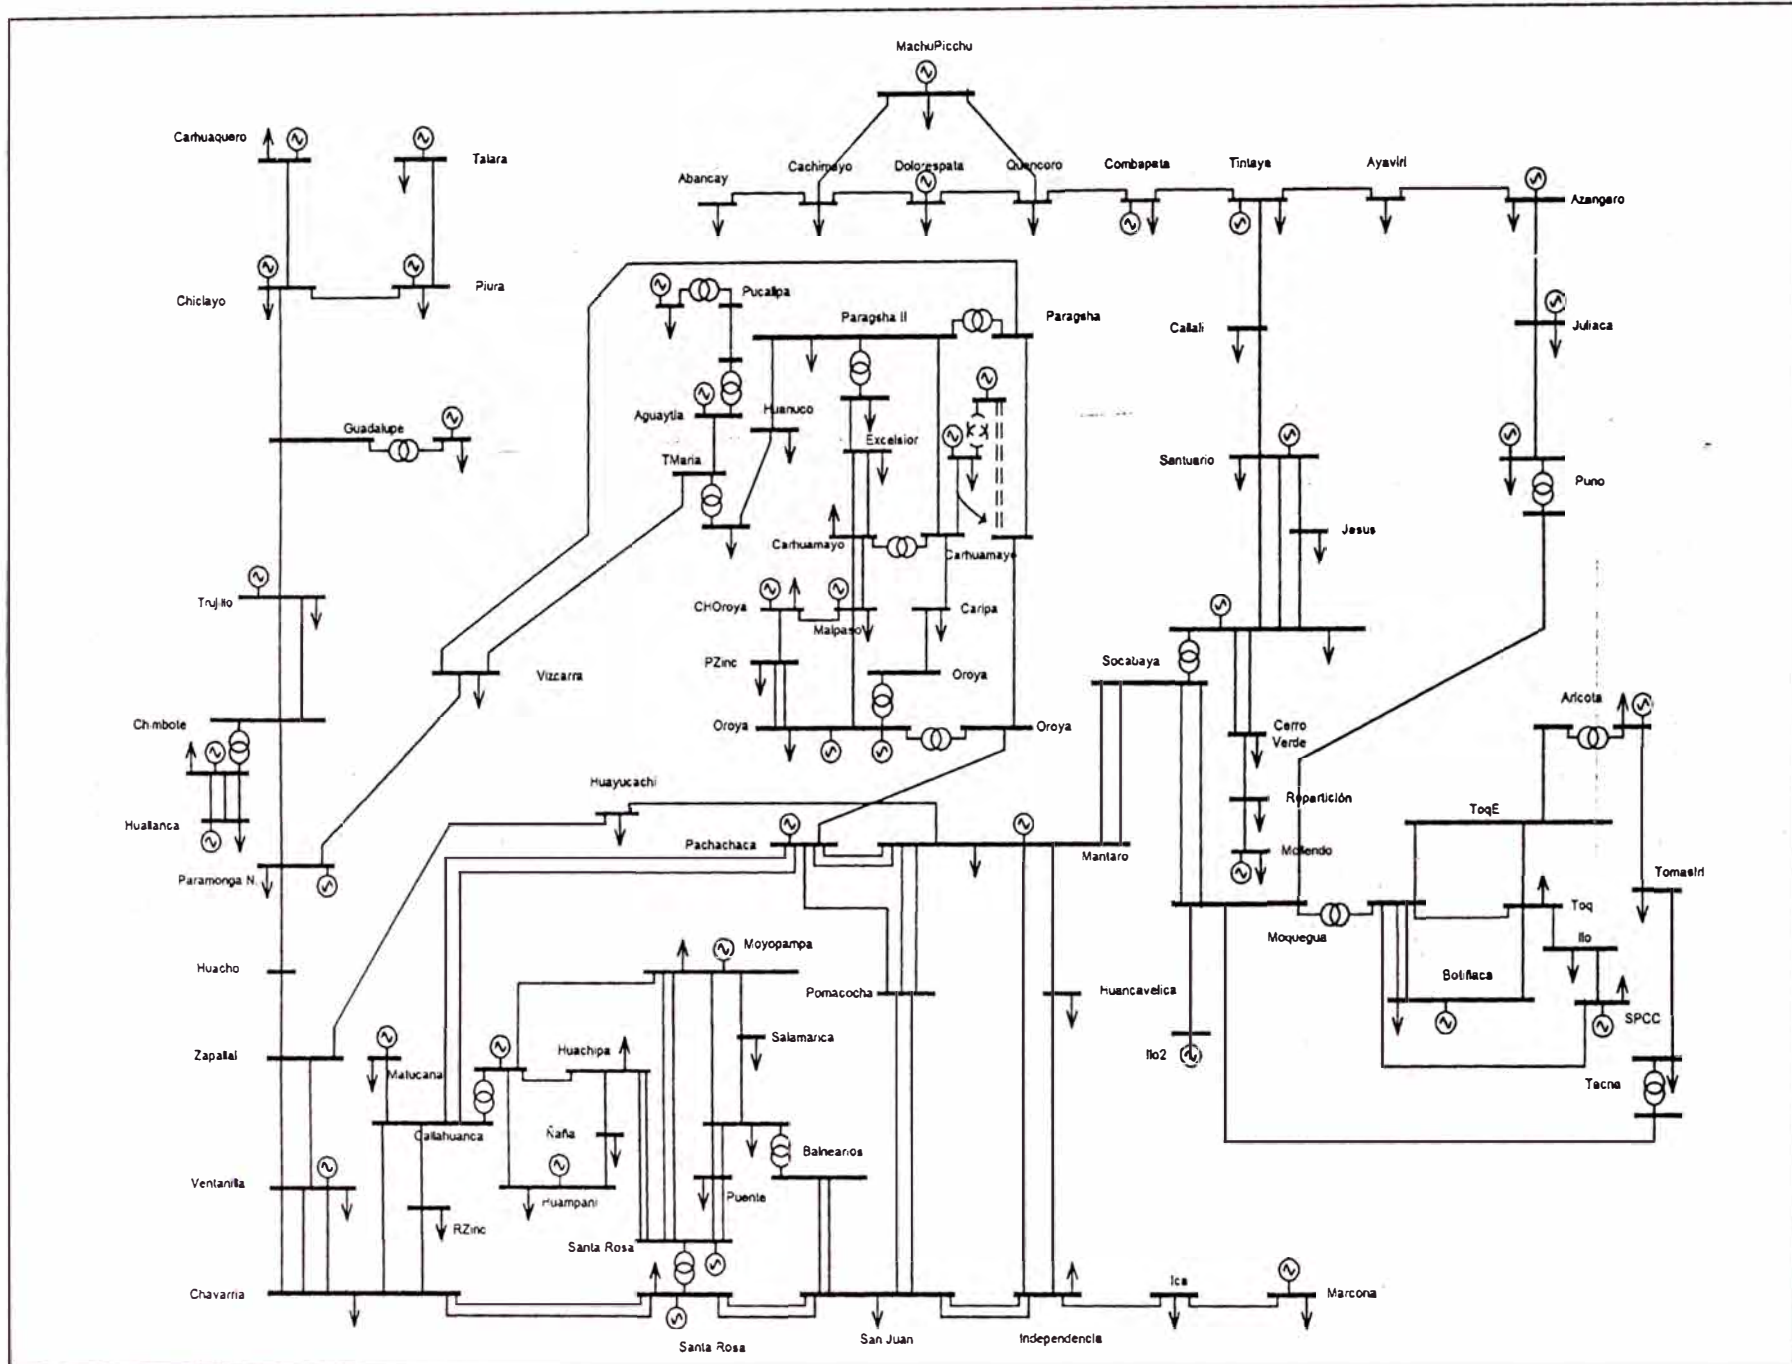 MachuPicchu
Carhuaquero
Talara
Abancay
Cachimayo
Dolorespata
Quencoro
Combapata
Tintaya
Ayaviri
Azangaro
Chiclayo
Piura
Pucallpa
Paragsha II
Paragsha
Callali
Juliaca
Guadalupe
Aguaytia
Huanuco
Excelsior
TMaria
Santuario
Puno
Jesus
Carhuamayo
Carhuamayo
Trujillo
CHOroya
Malpaso
Caripa
PZinc
Oroya
Vizcarra
Socabaya
Aricota
Chimbote
Oroya
Oroya
Cerro
Verde
Huayucachi
Repartición
ToqE
Huallanca
Pachachaca
Mantaro
Mollendo
Paramonga N.
Tomasiri
Toq
Moquegua
Ilo
Moyopampa
Huacho
Botiflaca
Pomacocha
Huancavelica
SPCC
Salamanca
Zapallal
Huachipa
Ilo2
Matucana
Tacna
Callahuanca
Ñaña
Balnearios
Ventanilla
Huampani
Puente
RZinc
Santa Rosa
Chavarria
Ica
Marcona
Santa Rosa
San Juan
Independencia